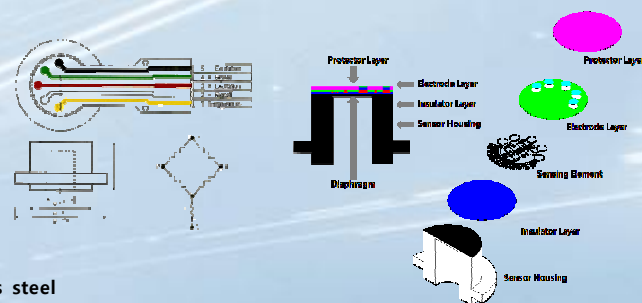 Protector Layer
Electrode Layer
Insulator Layer
Sensor Housing
Diaphragm
Protector Laye
Electrode Layer
Sensing Element
Insulator Layer
Sensor Housing
s steel